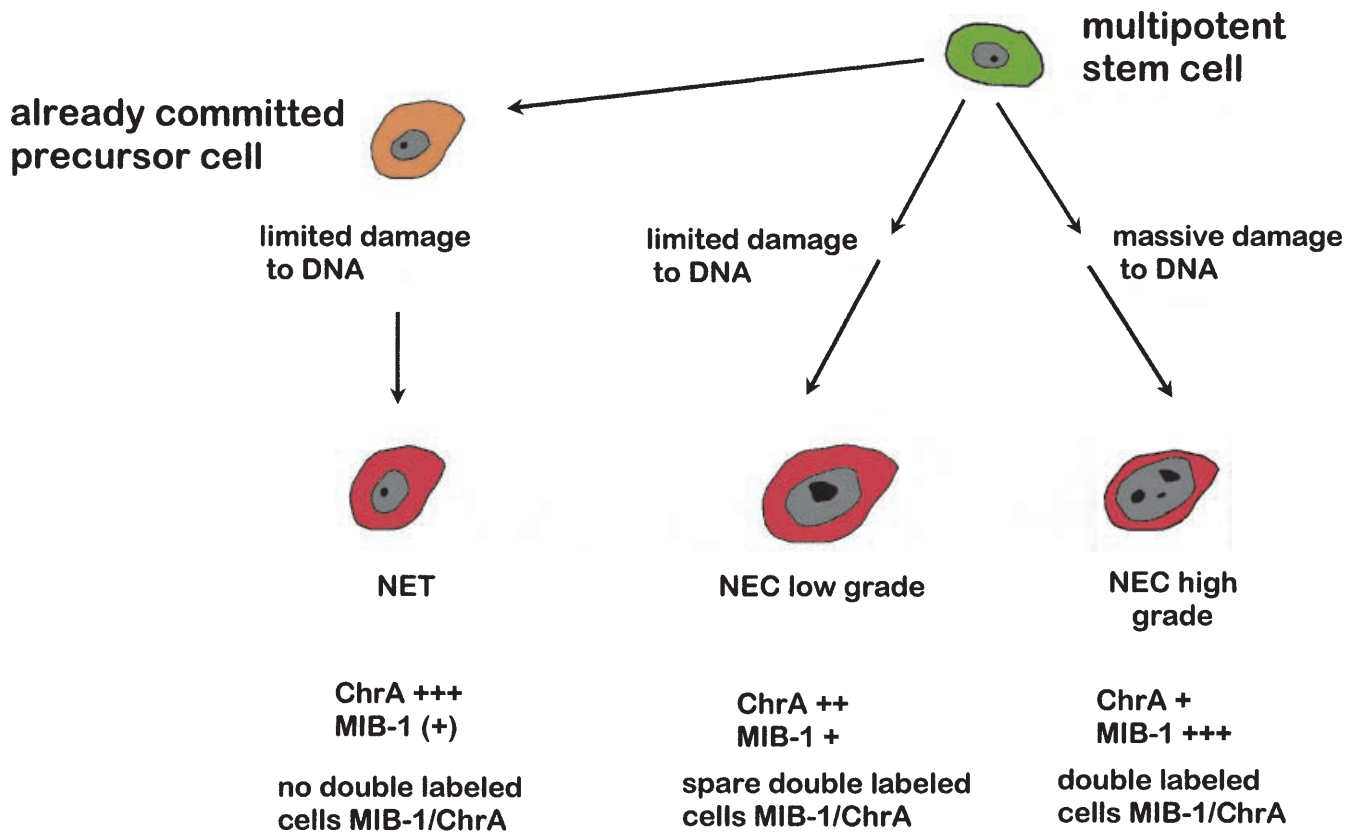 multipotent
stem cell
already committed
precursor cell
limited damage
to DNA
limited damage
to DNA
massive damage
to DNA
NET
NEC low grade
NEC high
grade
ChrA +++
MIB-1 (+)
ChrA ++
MIB-1 +
ChrA +
MIB-1 +++
no double labeled
cells MIB-1/ChrA
spare double labeled
cells MIB-1/ChrA
double labeled
cells MIB-1/ChrA